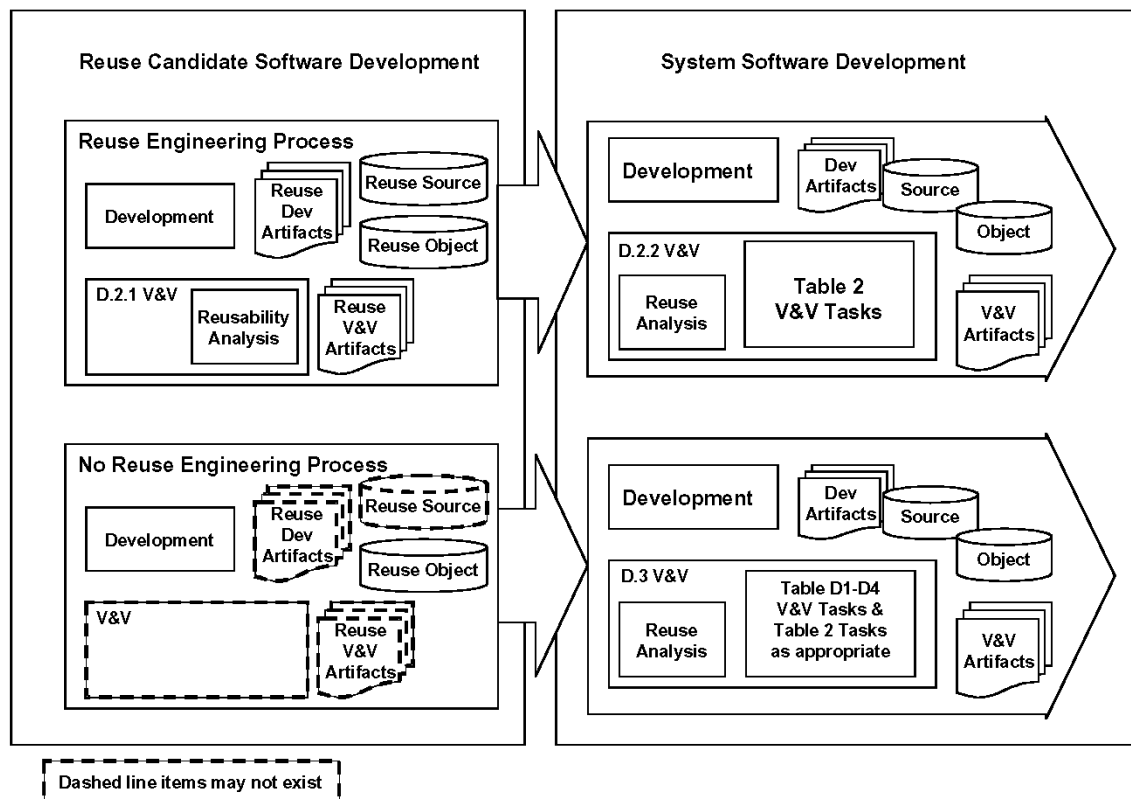 Reuse Candidate Software Development
Reuse Engineering Process
Development
Reuse
Dev
Artifacts
Reuse Source
Reuse Object
D.2.1 V&V
Reusability
Analysis
Reuse
V&V
Artifacts
No Reuse Engineering Process
Development
Reuse
Dev
Artifacts
Reuse Source
Reuse Object
V&V
Reuse
V&V
Artifacts
System Software Development
Development
Dev
Artifacts
Source
Object
D.2.2 V&V
Reuse
Analysis
Table 2
V&V Tasks
V&V
Artifacts
Development
Dev
Artifacts
Source
Object
D.3 V&V
Reuse
Analysis
Table D1-D4
V&V Tasks &
Table 2 Tasks
as appropriate
V&V
Artifacts
Dashed line items may not exist